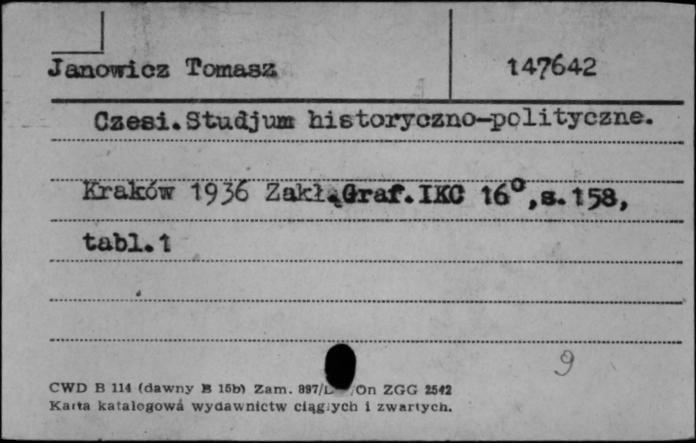 Janowicz Tomasz 147642
Czesi.Studjum historyczno-polityczne.
Kraków 1936 Zakł.Graf.IKC 16°,s.158,
tabl.1
9
CWD B 114 (dawny B 15b) Zam. 897/ /On ZGG 2542
Karta katalogowa wydawnictw ciągłych i zwartych.